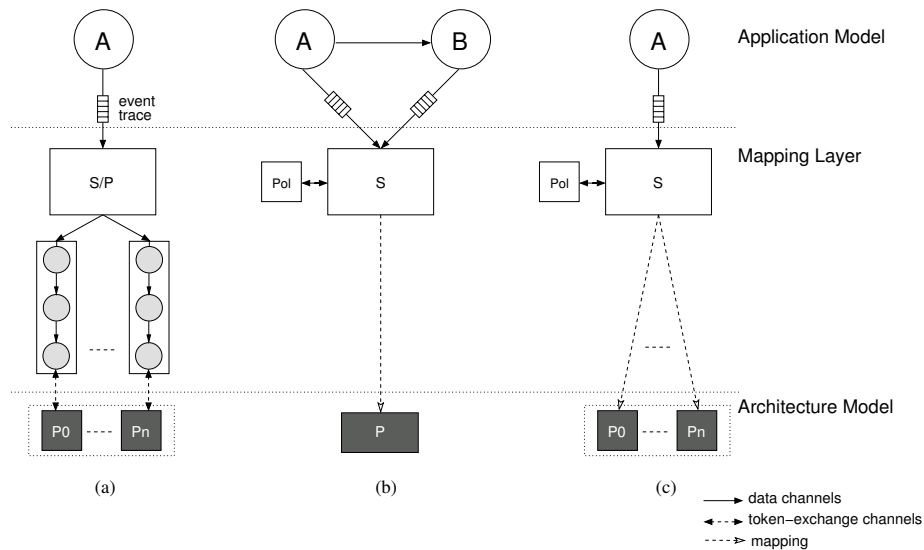 A
A
B
A
Application Model
event
trace
Mapping Layer
S/P
Pol
S
Pol
S
Architecture Model
P0
Pn
P
P0
Pn
(a)
(b)
(c)
data channels
token-exchange channels
mapping